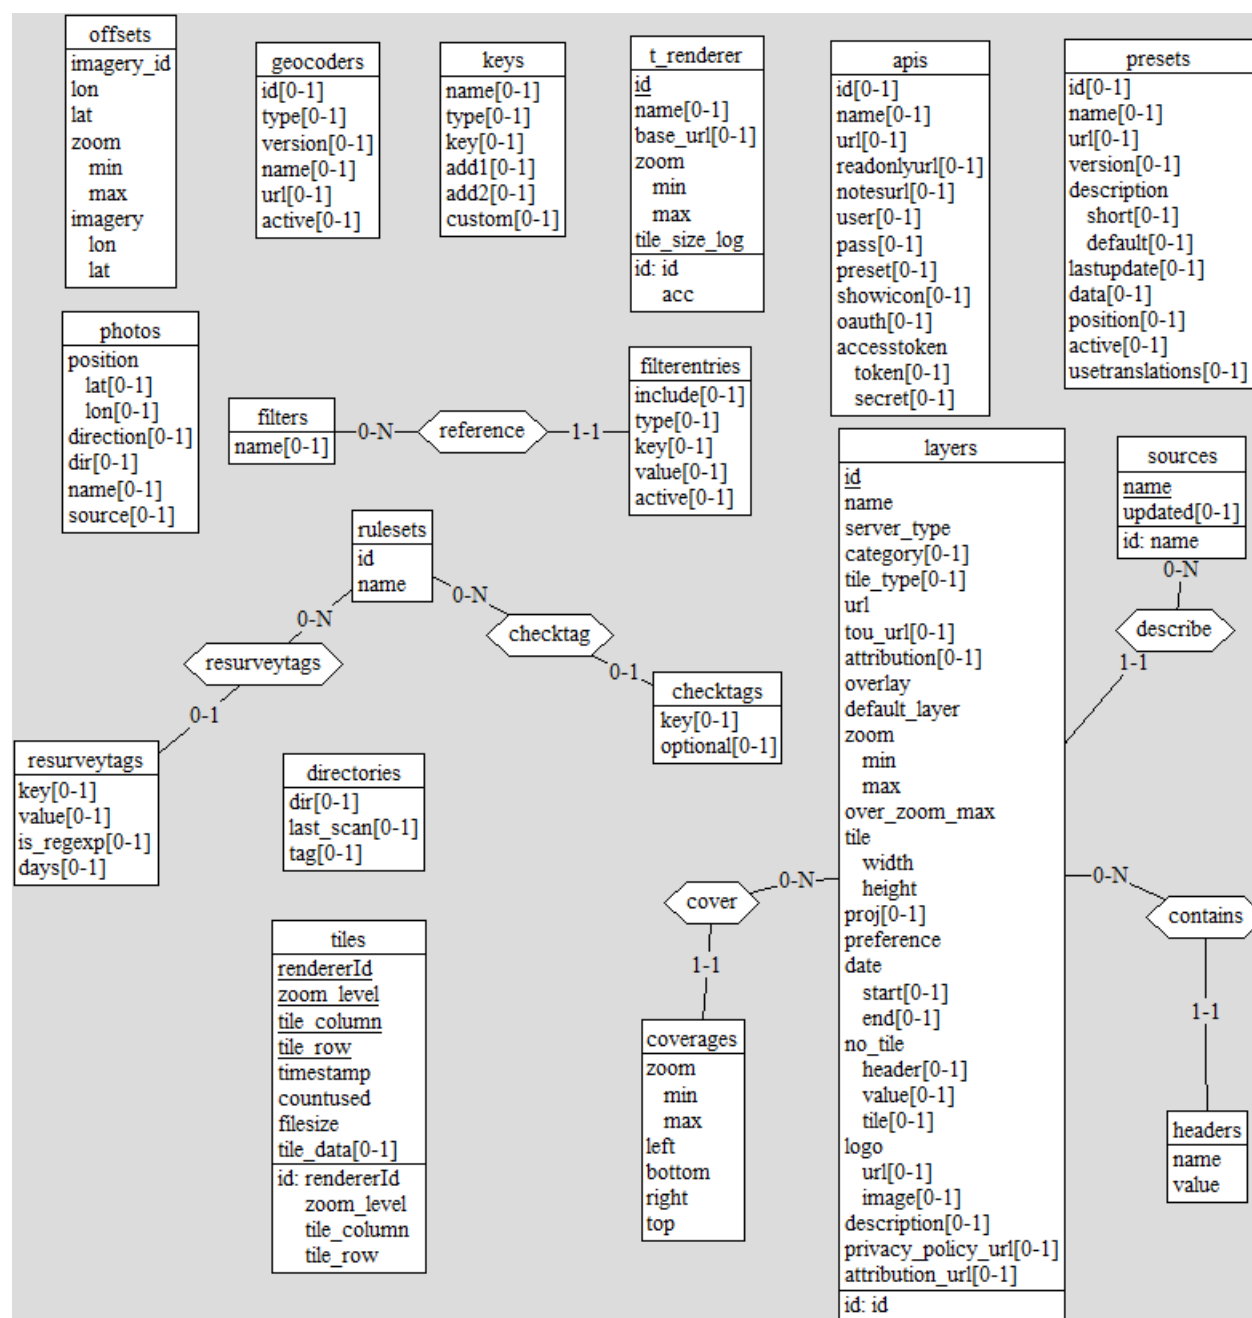 offsets
imagery_id
lon
lat
zoom
min
max
imagery
lon
lat
geocoders
id[0-1]
type[0-1]
version[0-1]
name[0-1]
url[0-1]
active[0-1]
keys
name[0-1]
type[0-1]
key[0-1]
add1[0-1]
add2[0-1]
custom[0-1]
t_renderer
id
name[0-1]
base_url[0-1]
zoom
min
max
tile_size_log
id: id
acc
apis
id[0-1]
name[0-1]
url[0-1]
readonlyurl[0-1]
notesurl[0-1]
user[0-1]
pass[0-1]
preset[0-1]
showicon[0-1]
oauth[0-1]
accesstoken
token[0-1]
secret[0-1]
presets
id[0-1]
name[0-1]
url[0-1]
version[0-1]
description
short[0-1]
default[0-1]
lastupdate[0-1]
data[0-1]
position[0-1]
active[0-1]
usetranslations[0-1]
photos
position
lat[0-1]
lon[0-1]
direction[0-1]
dir[0-1]
name[0-1]
source[0-1]
filters
name[0-1]
0-N
reference
1-1
filterentries
include[0-1]
type[0-1]
key[0-1]
value[0-1]
active[0-1]
rulesets
id
name
0-N
resurveytags
0-1
0-N
checktag
0-1
checktags
key[0-1]
optional[0-1]
resurveytags
key[0-1]
value[0-1]
is_regexp[0-1]
days[0-1]
directories
dir[0-1]
last_scan[0-1]
tag[0-1]
tiles
rendererId
zoom_level
tile_column
tile_row
timestamp
countused
filesize
tile_data[0-1]
id: rendererId
zoom_level
tile_column
tile_row
layers
id
name
server_type
category[0-1]
tile_type[0-1]
url
tou_url[0-1]
attribution[0-1]
overlay
default_layer
zoom
min
max
over_zoom_max
tile
width
height
proj[0-1]
preference
date
start[0-1]
end[0-1]
no_tile
header[0-1]
value[0-1]
tile[0-1]
logo
url[0-1]
image[0-1]
description[0-1]
privacy_policy_url[0-1]
attribution_url[0-1]
id: id
sources
name
updated[0-1]
id: name
0-N
describe
1-1
0-N
cover
1-1
coverages
zoom
min
max
left
bottom
right
top
0-N
contains
1-1
headers
name
value